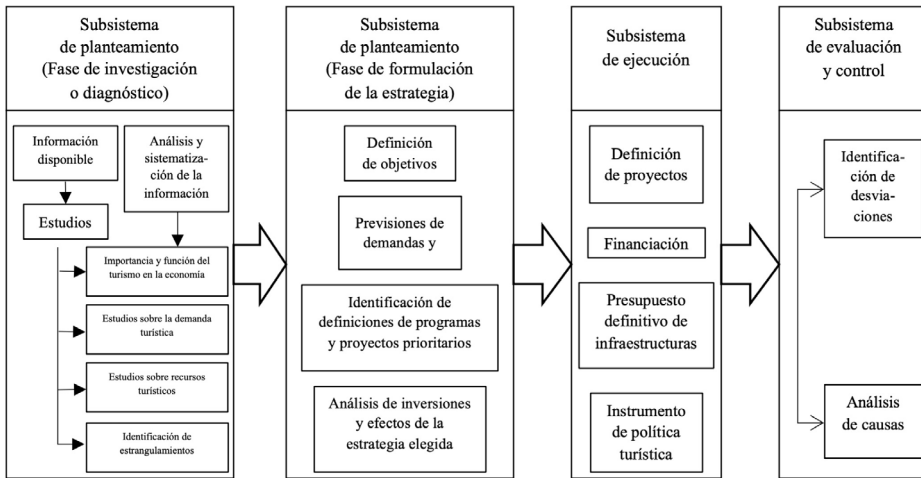 Subsistema
de planteamiento
(Fase de investigación
o diagnóstico)
Información
disponible
Análisis y
sistematiza-
ción de la
información
Estudios
Importancia y función del
turismo en la economía
Estudios sobre la demanda
turística
Estudios sobre recursos
turísticos
Identificación de
estrangulamientos
Subsistema
de planteamiento
(Fase de formulación
de la estrategia)
Definición
de objetivos
Previsiones de
demandas y
Identificación de
definiciones de programas
y proyectos prioritarios
Análisis de inversiones
y efectos de la
estrategia elegida
Subsistema
de ejecución
Definición
de proyectos
Financiación
Presupuesto
definitivo de
infraestructuras
Instrumento
de política
turística
Subsistema
de evaluación
y control
Identifica-
ción de
desvia-
ciones
Análisis
de causas